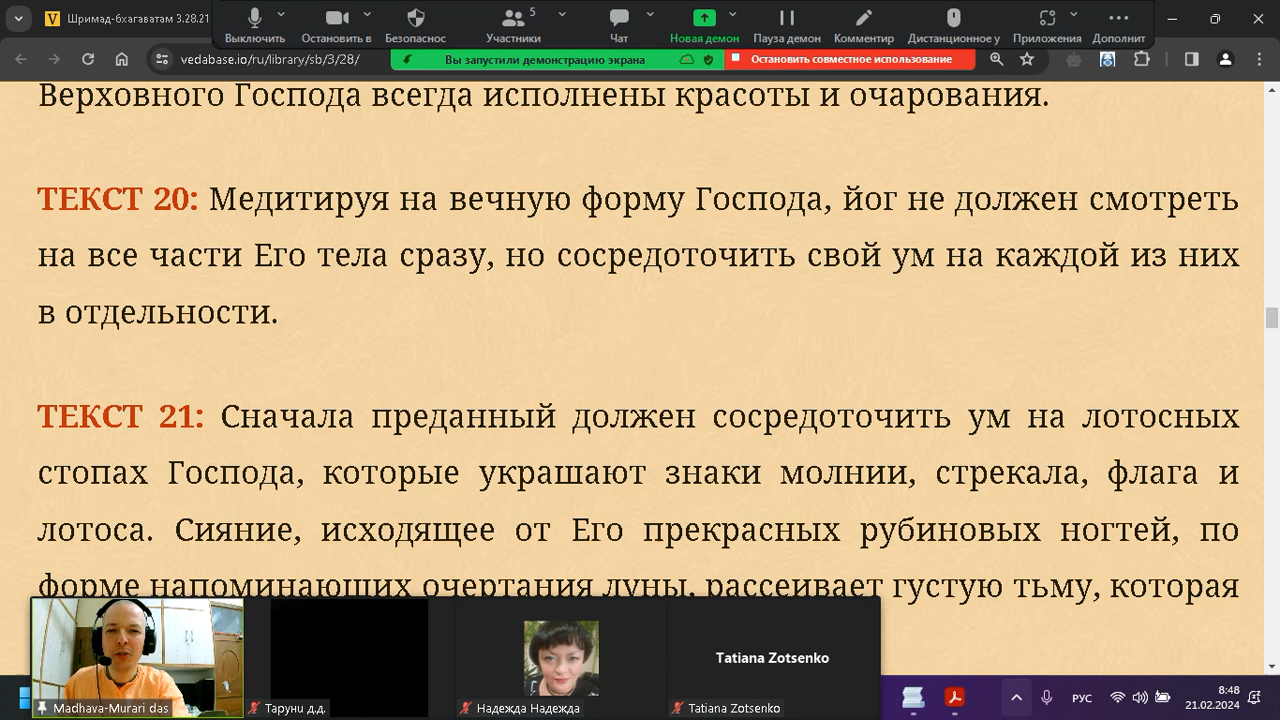 Шримад-бхагаватам 3.28.21
5
Выключить
Остановить в
Безопаснос
Участники
Чат
Новая демон
Пауза демон
Комментир
Дистанционное у
Приложения
Дополнит
vedabase.io/ru/library/sb/3/28/
Вы запустили демонстрацию экрана
Остановить совместное использование
Верховного Господа всегда исполнены красоты и очарования.
ТЕКСТ 20: Медитируя на вечную форму Господа, йог не должен смотреть
на все части Его тела сразу, но сосредоточить свой ум на каждой из них
в отдельности.
ТЕКСТ 21: Сначала преданный должен сосредоточить ум на лотосных
стопах Господа, которые украшают знаки молнии, стрекала, флага и
лотоса. Сияние, исходящее от Его прекрасных рубиновых ногтей, по
форме напоминающих очертания луны, рассеивает густую тьму, которая
Tatiana Zotsenko
Madhava-Murari das
Таруни д.д.
Надежда Надежда
Tatiana Zotsenko
РУС
8:48
21.02.2024